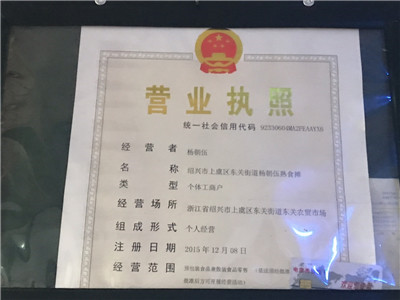 营业执照
统一社会信用代码 92330604MA2FEAAY
经营者 杨朝伍
名称 绍兴市上虞区东关街道杨朝伍熟食摊
类型 个体工商户
经营场所 浙江省绍兴市上虞区东关街道东关农贸市场
组成形式 个人经营
注册日期 2015年12月08日
经营范围